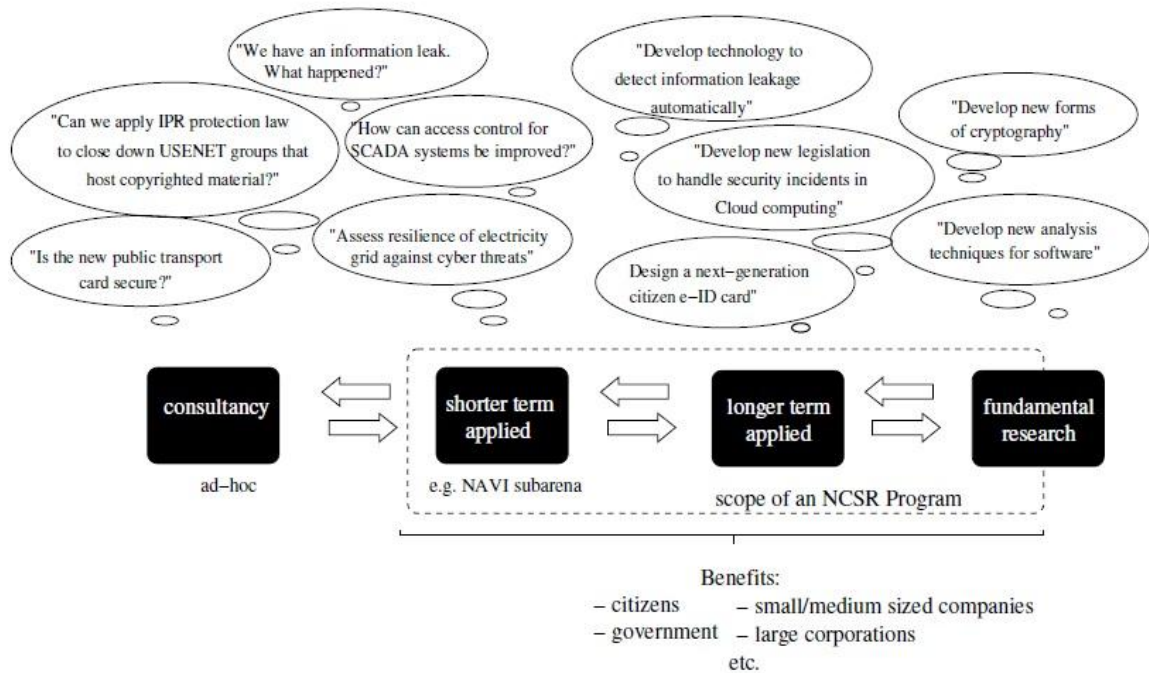 "We have an information leak.
What happened?"
"Develop technology to
detect information leakage
automatically"
"Can we apply IPR protection law
to close down USENET groups that
host copyrighted material?"
"How can access control for
SCADA systems be improved?"
"Develop new legislation
to handle security incidents in
Cloud computing"
"Develop new forms
of cryptography"
"Is the new public transport
card secure?"
"Assess resilience of electricity
grid against cyber threats"
Design a next-generation
citizen e-ID card"
"Develop new analysis
techniques for software"
consultancy
shorter term
applied
longer term
applied
fundamental
research
ad-hoc
e.g. NAVI subarena
scope of an NCSR Program
Benefits:
- citizens - small/medium sized companies
- government - large corporations
etc.